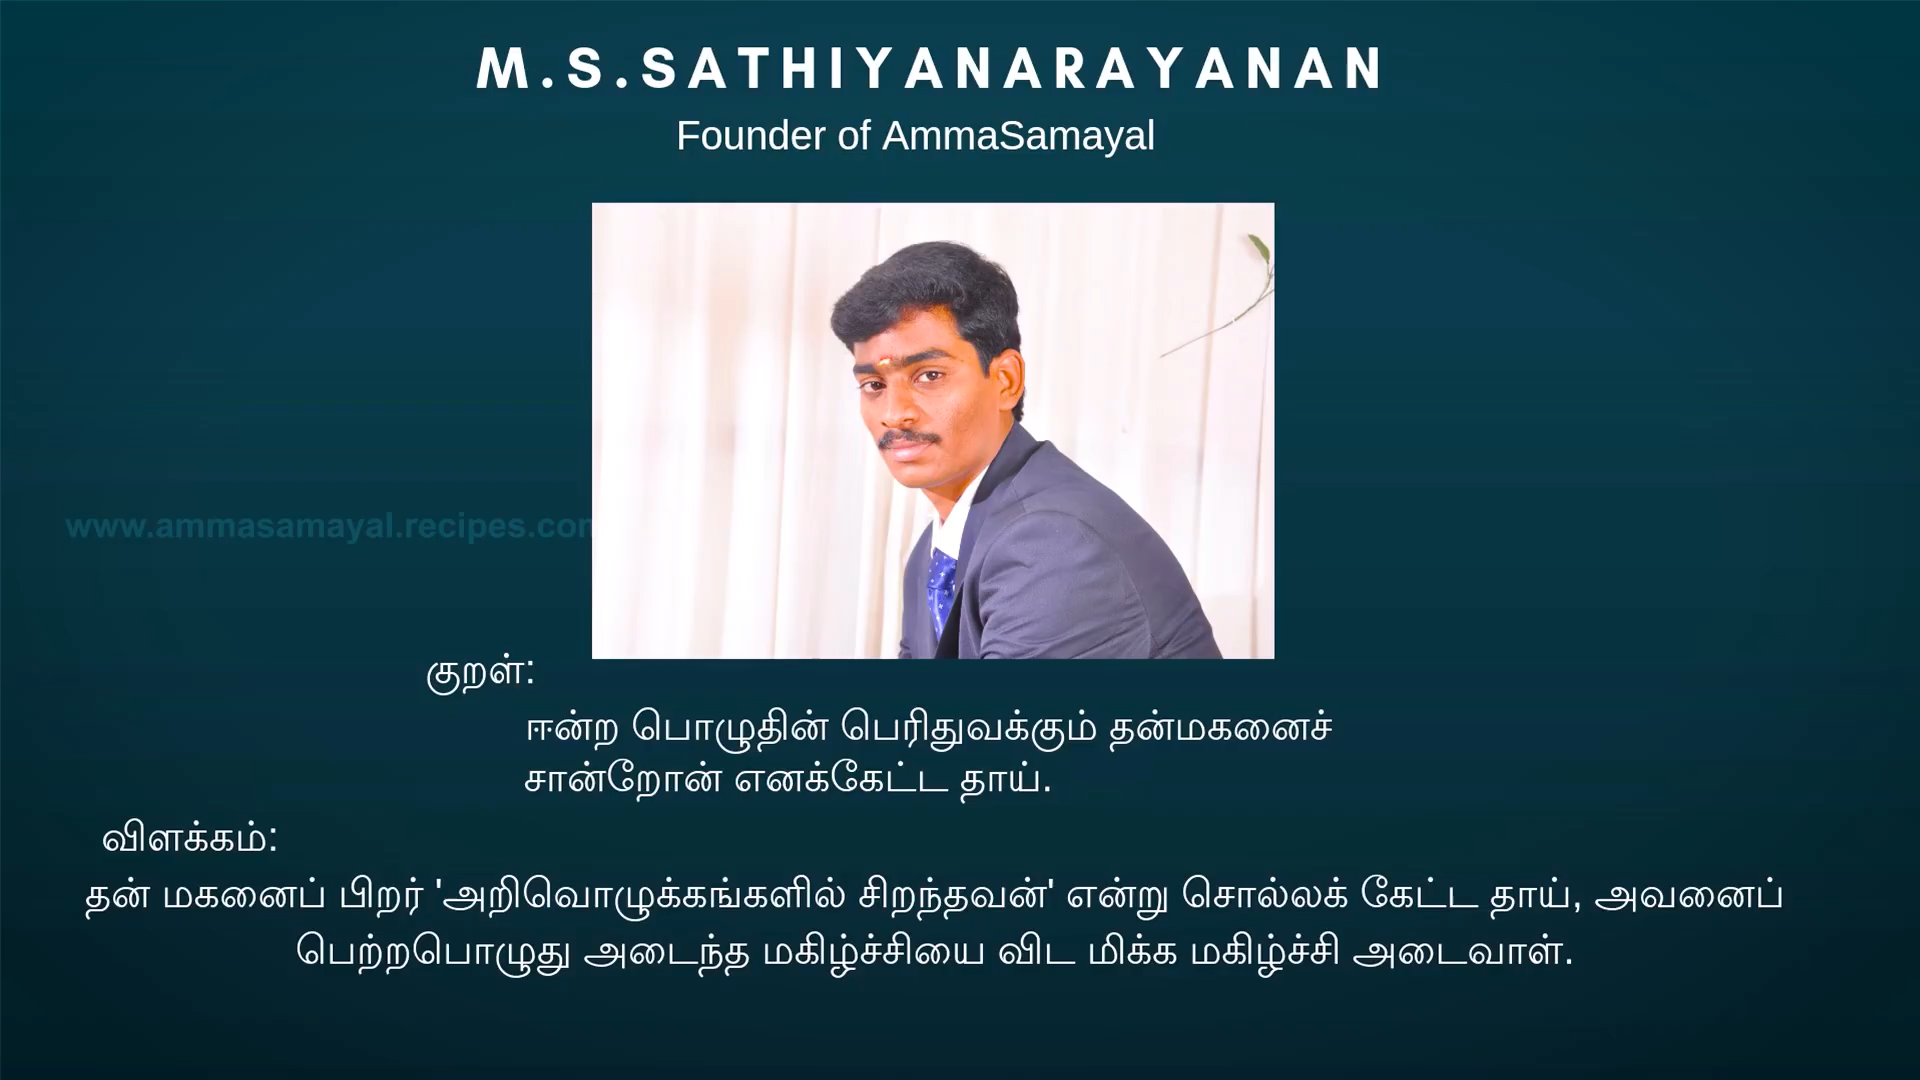 M.S.SATHIYANARAYANAN
Founder of AmmaSamayal
www.ammasamayal.recipes.com
குறள்:
ஈன்ற பொழுதின் பெரிதுவக்கும் தன்மகனைச்
சான்றோன் எனக்கேட்ட தாய்.
விளக்கம்:
தன் மகனைப் பிறர் 'அறிவொழுக்கங்களில் சிறந்தவன்' என்று சொல்லக் கேட்ட தாய், அவனைப்
பெற்றபொழுது அடைந்த மகிழ்ச்சியை விட மிக்க மகிழ்ச்சி அடைவாள்.